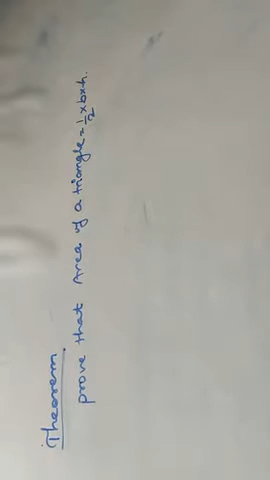 Theorem.
prove that Area of a triangle = 1/2 x b x h.